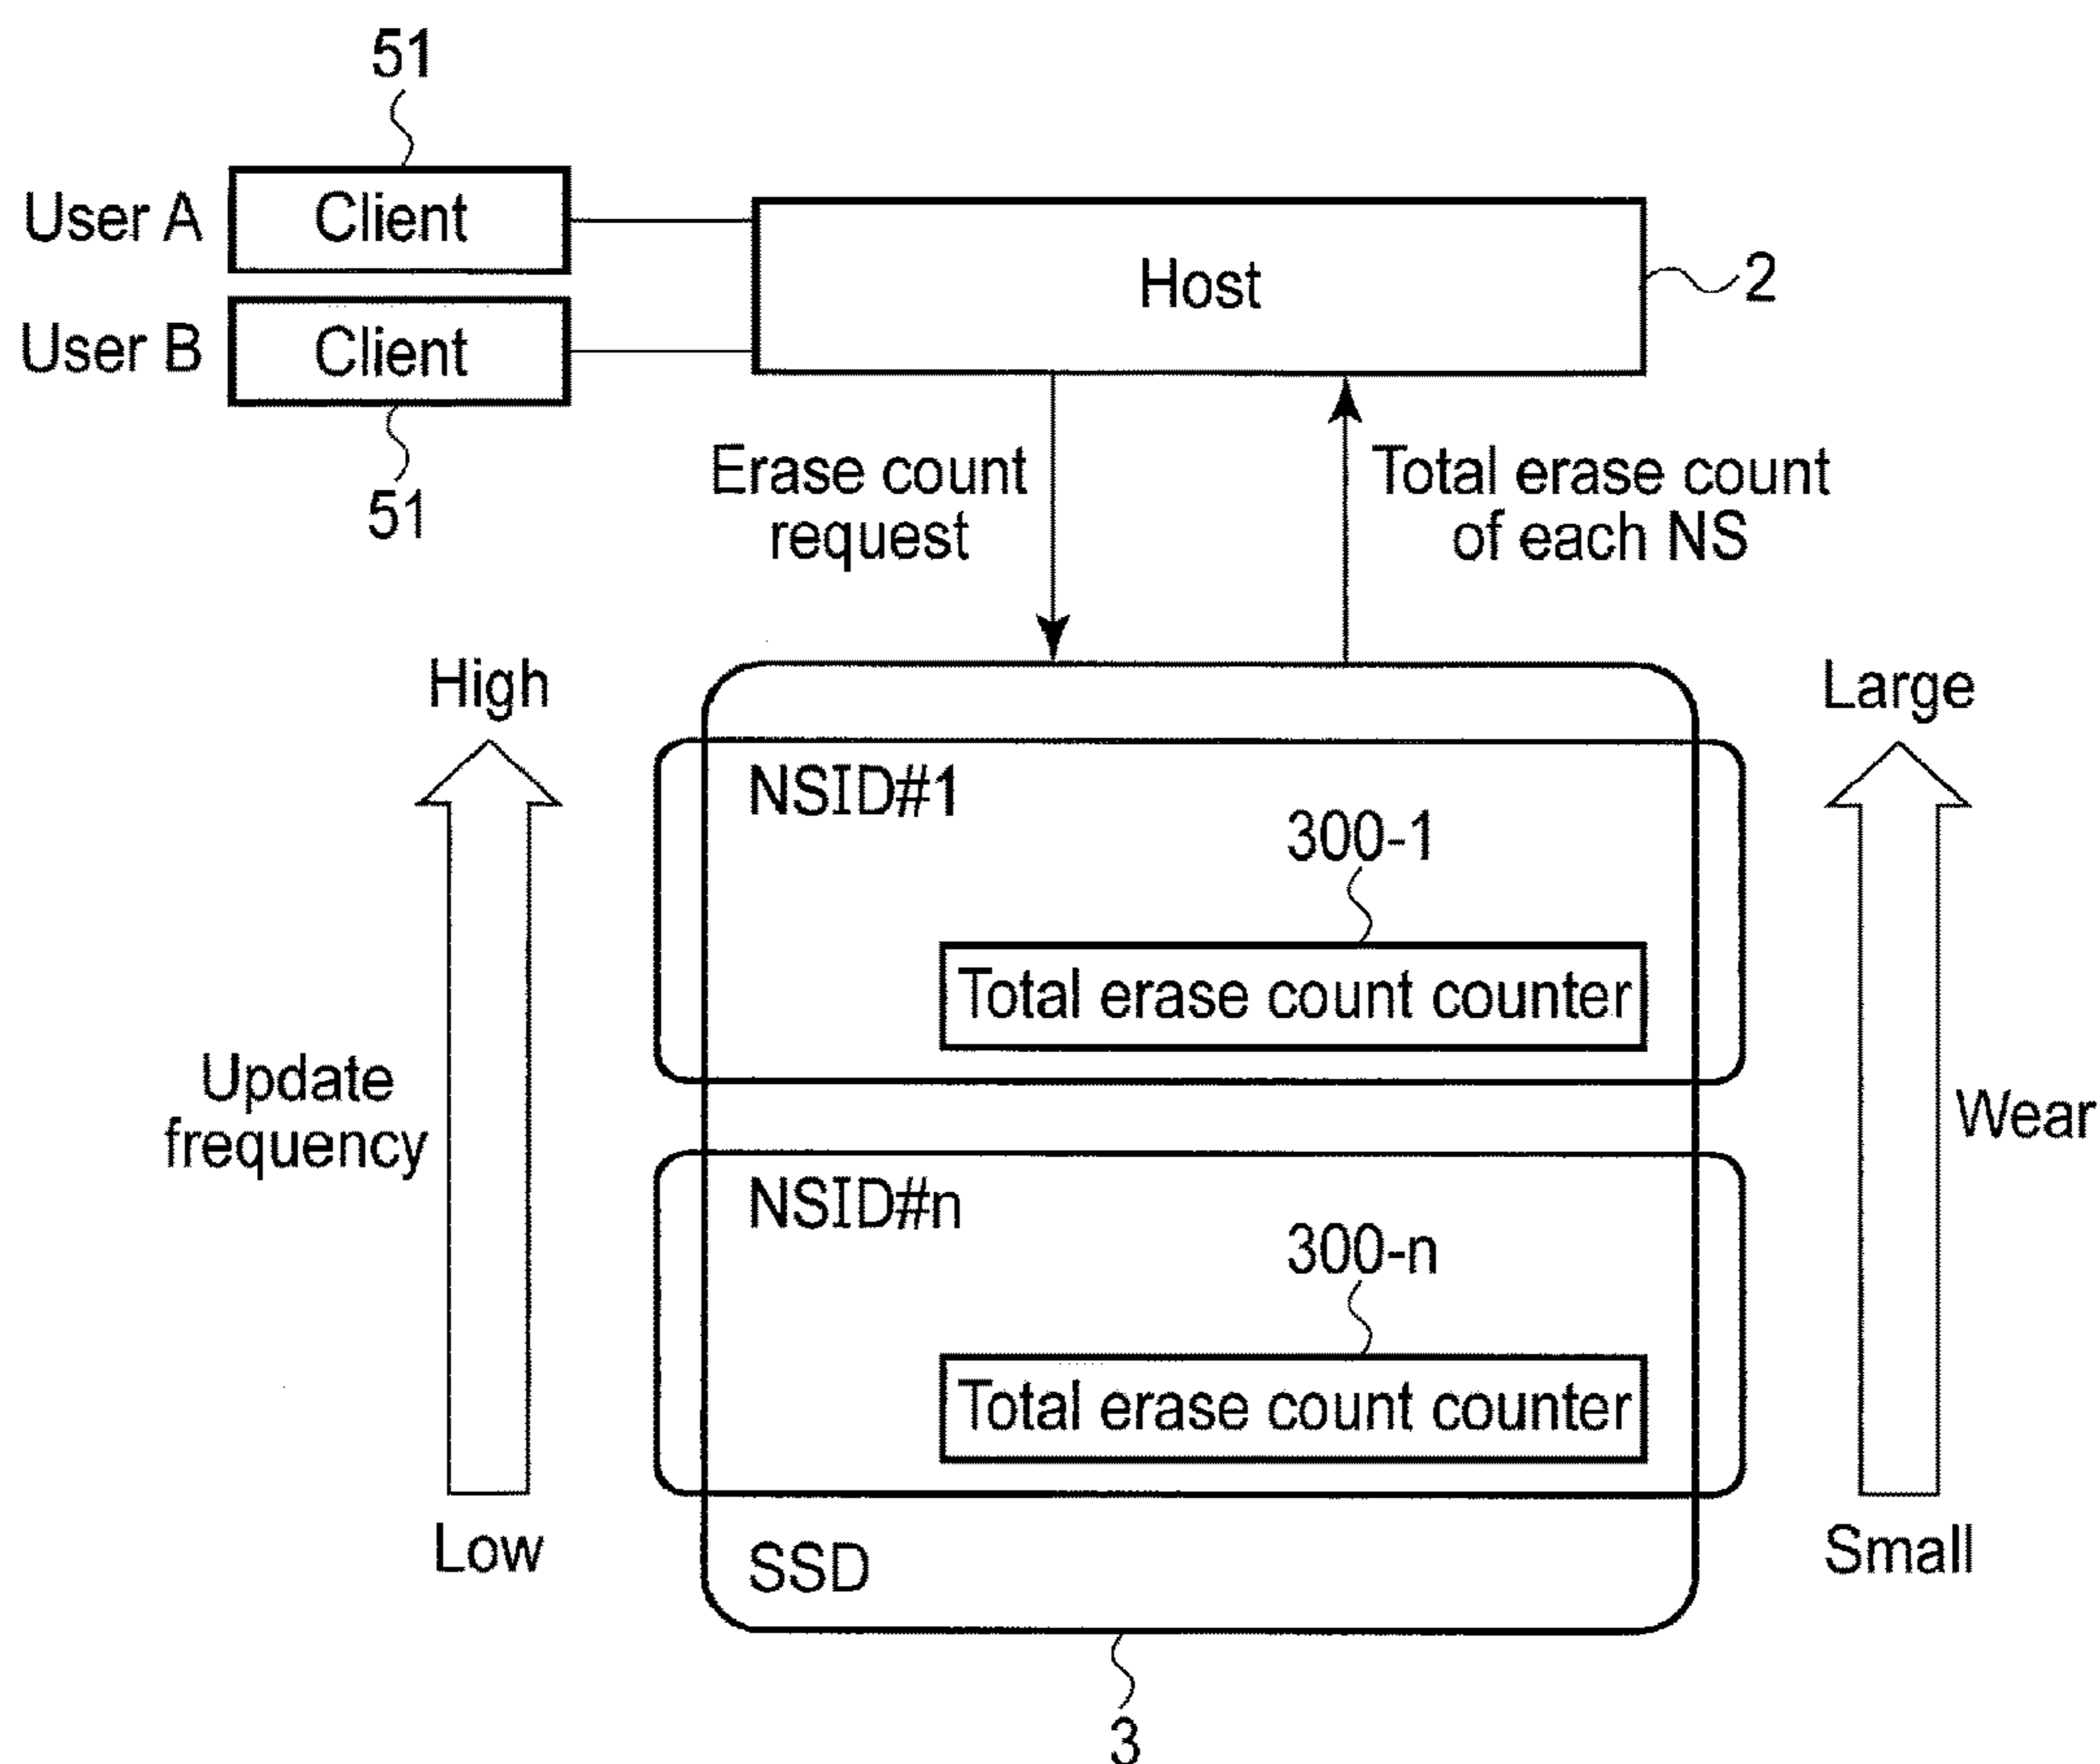 51
User A
Client
Host
2
User B
Client
51
Erase count
request
Total erase count
of each NS
High
Large
NSID#1
300-1
Total erase count counter
Update
frequency
Wear
NSID#n
300-n
Total erase count counter
Low
SSD
Small
3